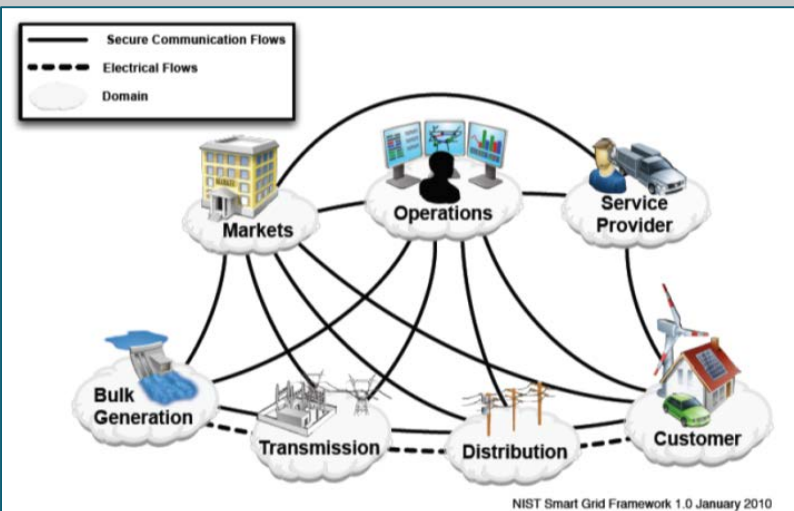 Secure Communication Flows
Electrical Flows
Domain
Markets
Operations
Service
Provider
Bulk
Generation
Transmission
Distribution
Customer
NIST Smart Grid Framework 1.0 January 2010